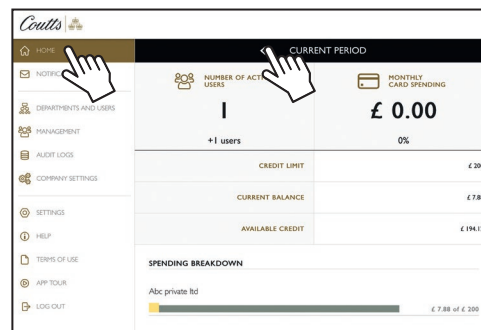 Coutts
HOME
CURRENT PERIOD
DEPARTMENTS AND USERS
MANAGEMENT
AUDIT LOGS
COMPANY SETTINGS
SETTINGS
HELP
TERMS OF USE
APP TOUR
LOG OUT
NUMBER OF
USERS
1
+1 users
MONTHLY
CARD SPENDING
£ 0.00
0%
CREDIT LIMIT
CURRENT BALANCE
AVAILABLE CREDIT
SPENDING BREAKDOWN
Abc private ltd
£ 7.88 of £ 200